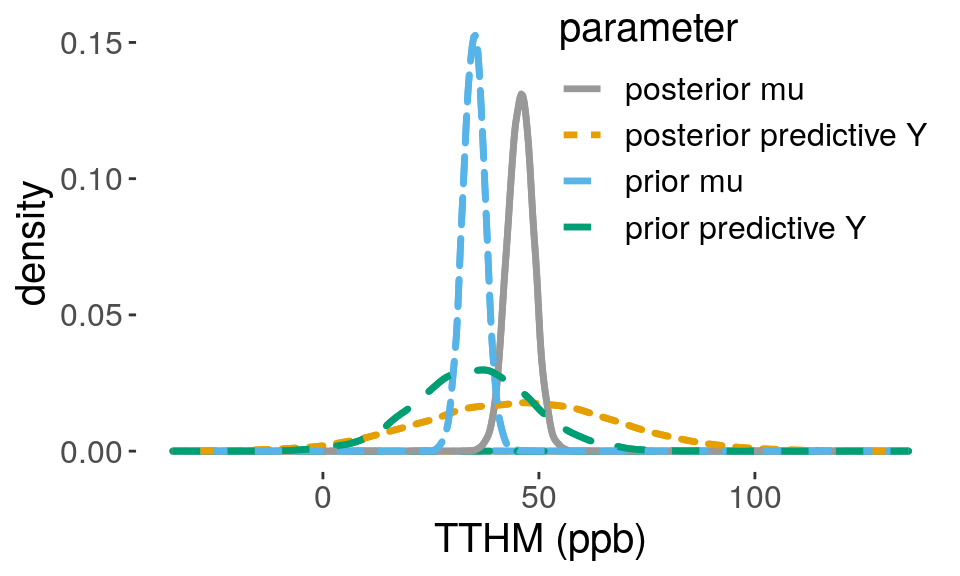 parameter
posterior mu
posterior predictive Y
prior mu
prior predictive Y
density
0.15
0.10
0.05
0.00
0
50
100
TTHM (ppb)